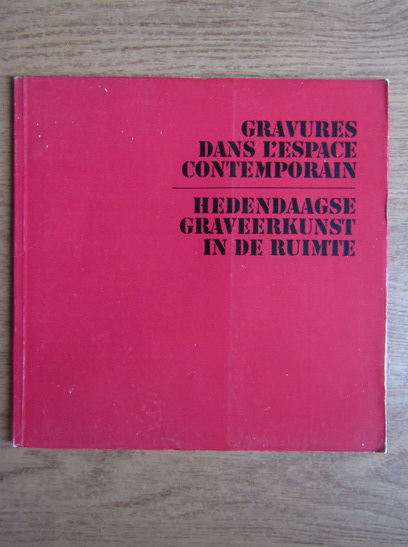 GRAVURES
DANS L'ESPACE
CONTEMPORAIN
HEDENDAAGSE
GRAVEERKUNST
IN DE RUIMTE